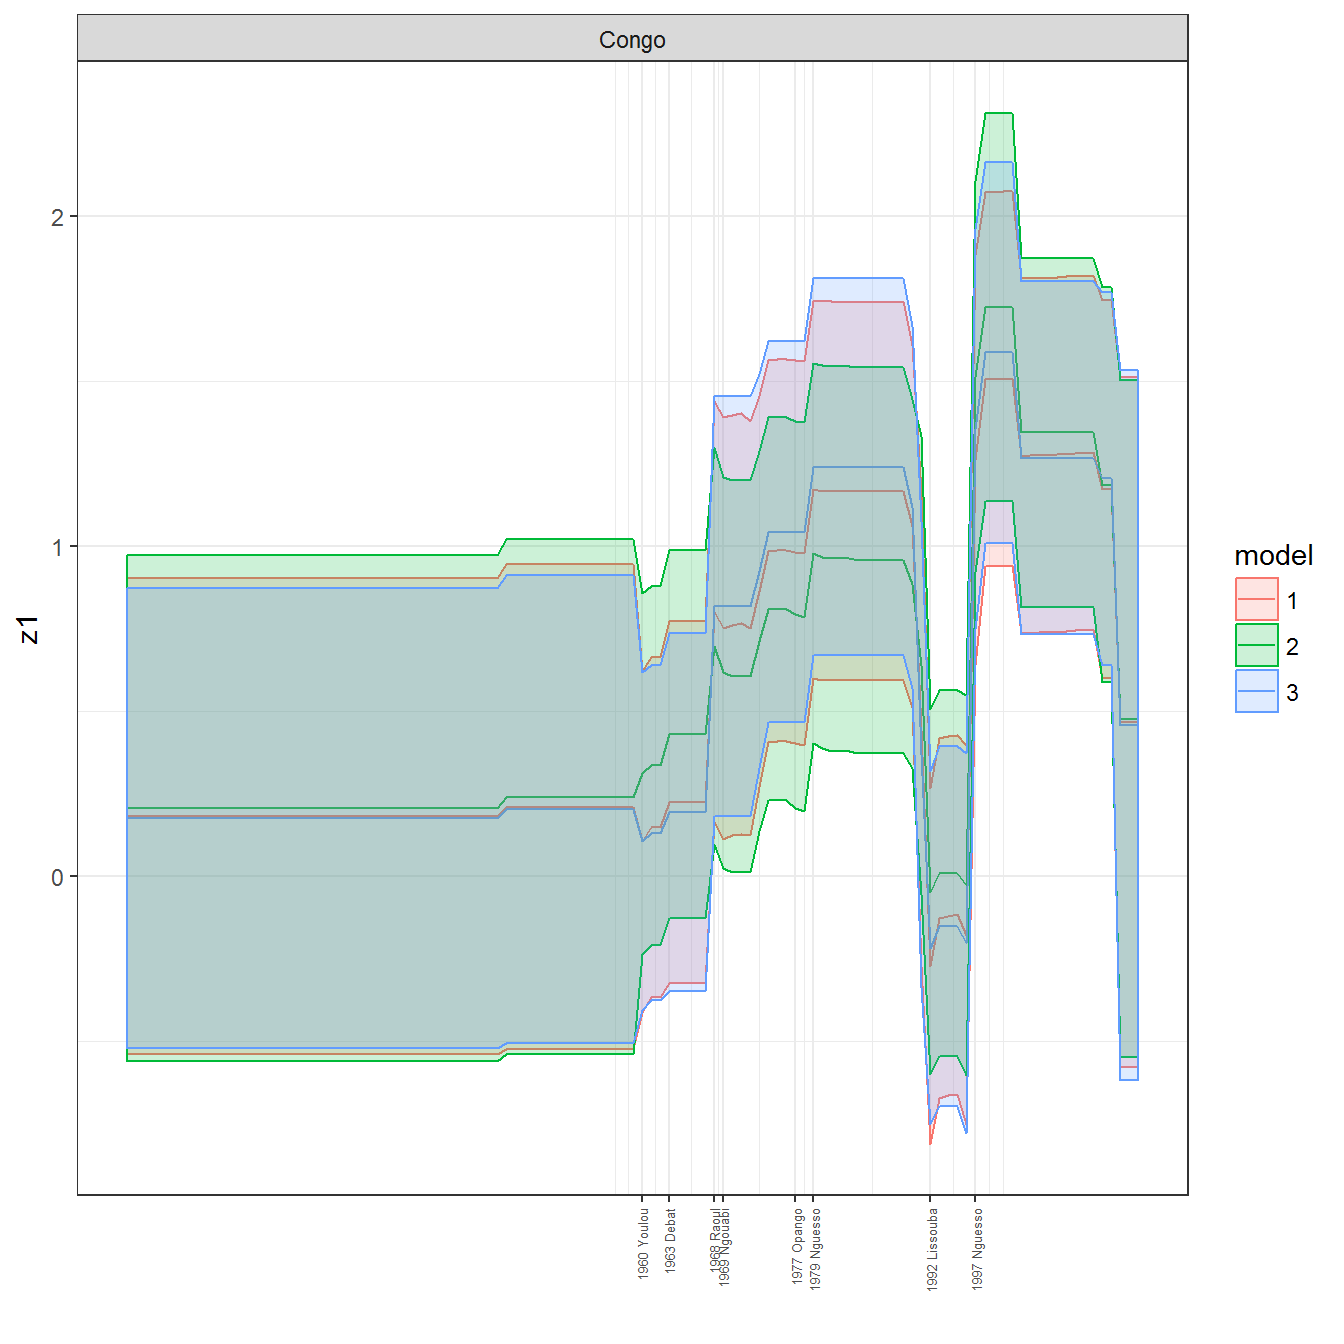 Congo
z1
2
1
0
model
1
2
3
1960 Youlou
1963 Debat
1968 Raoul
1969 Ngouabi
1977 Opango
1979 Nguesso
1992 Lissouba
1997 Nguesso